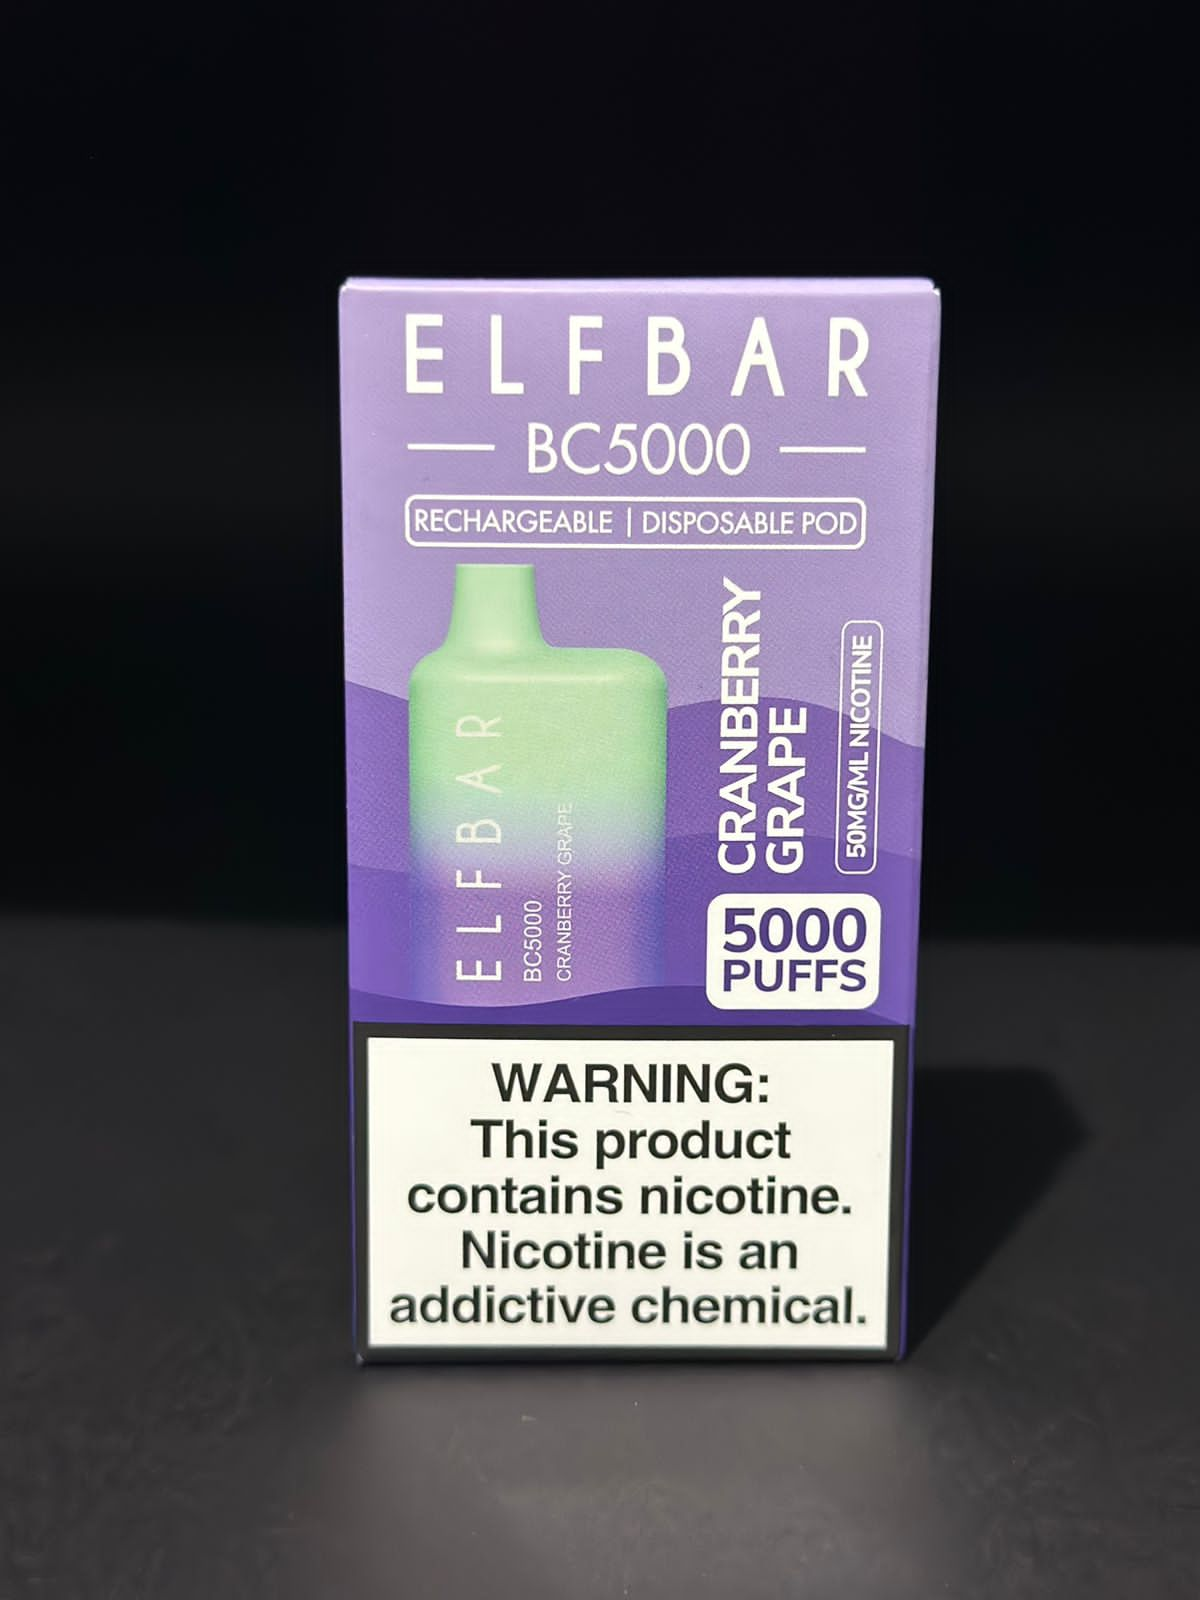 ELFBAR
BC5000
RECHARGEABLE | DISPOSABLE POD
ELFBAR
BC5000
CRANBERRY GRAPE
CRANBERRY
GRAPE
50MG/ML NICOTINE
5000
PUFFS
WARNING:
This product
contains nicotine.
Nicotine is an
addictive chemical.